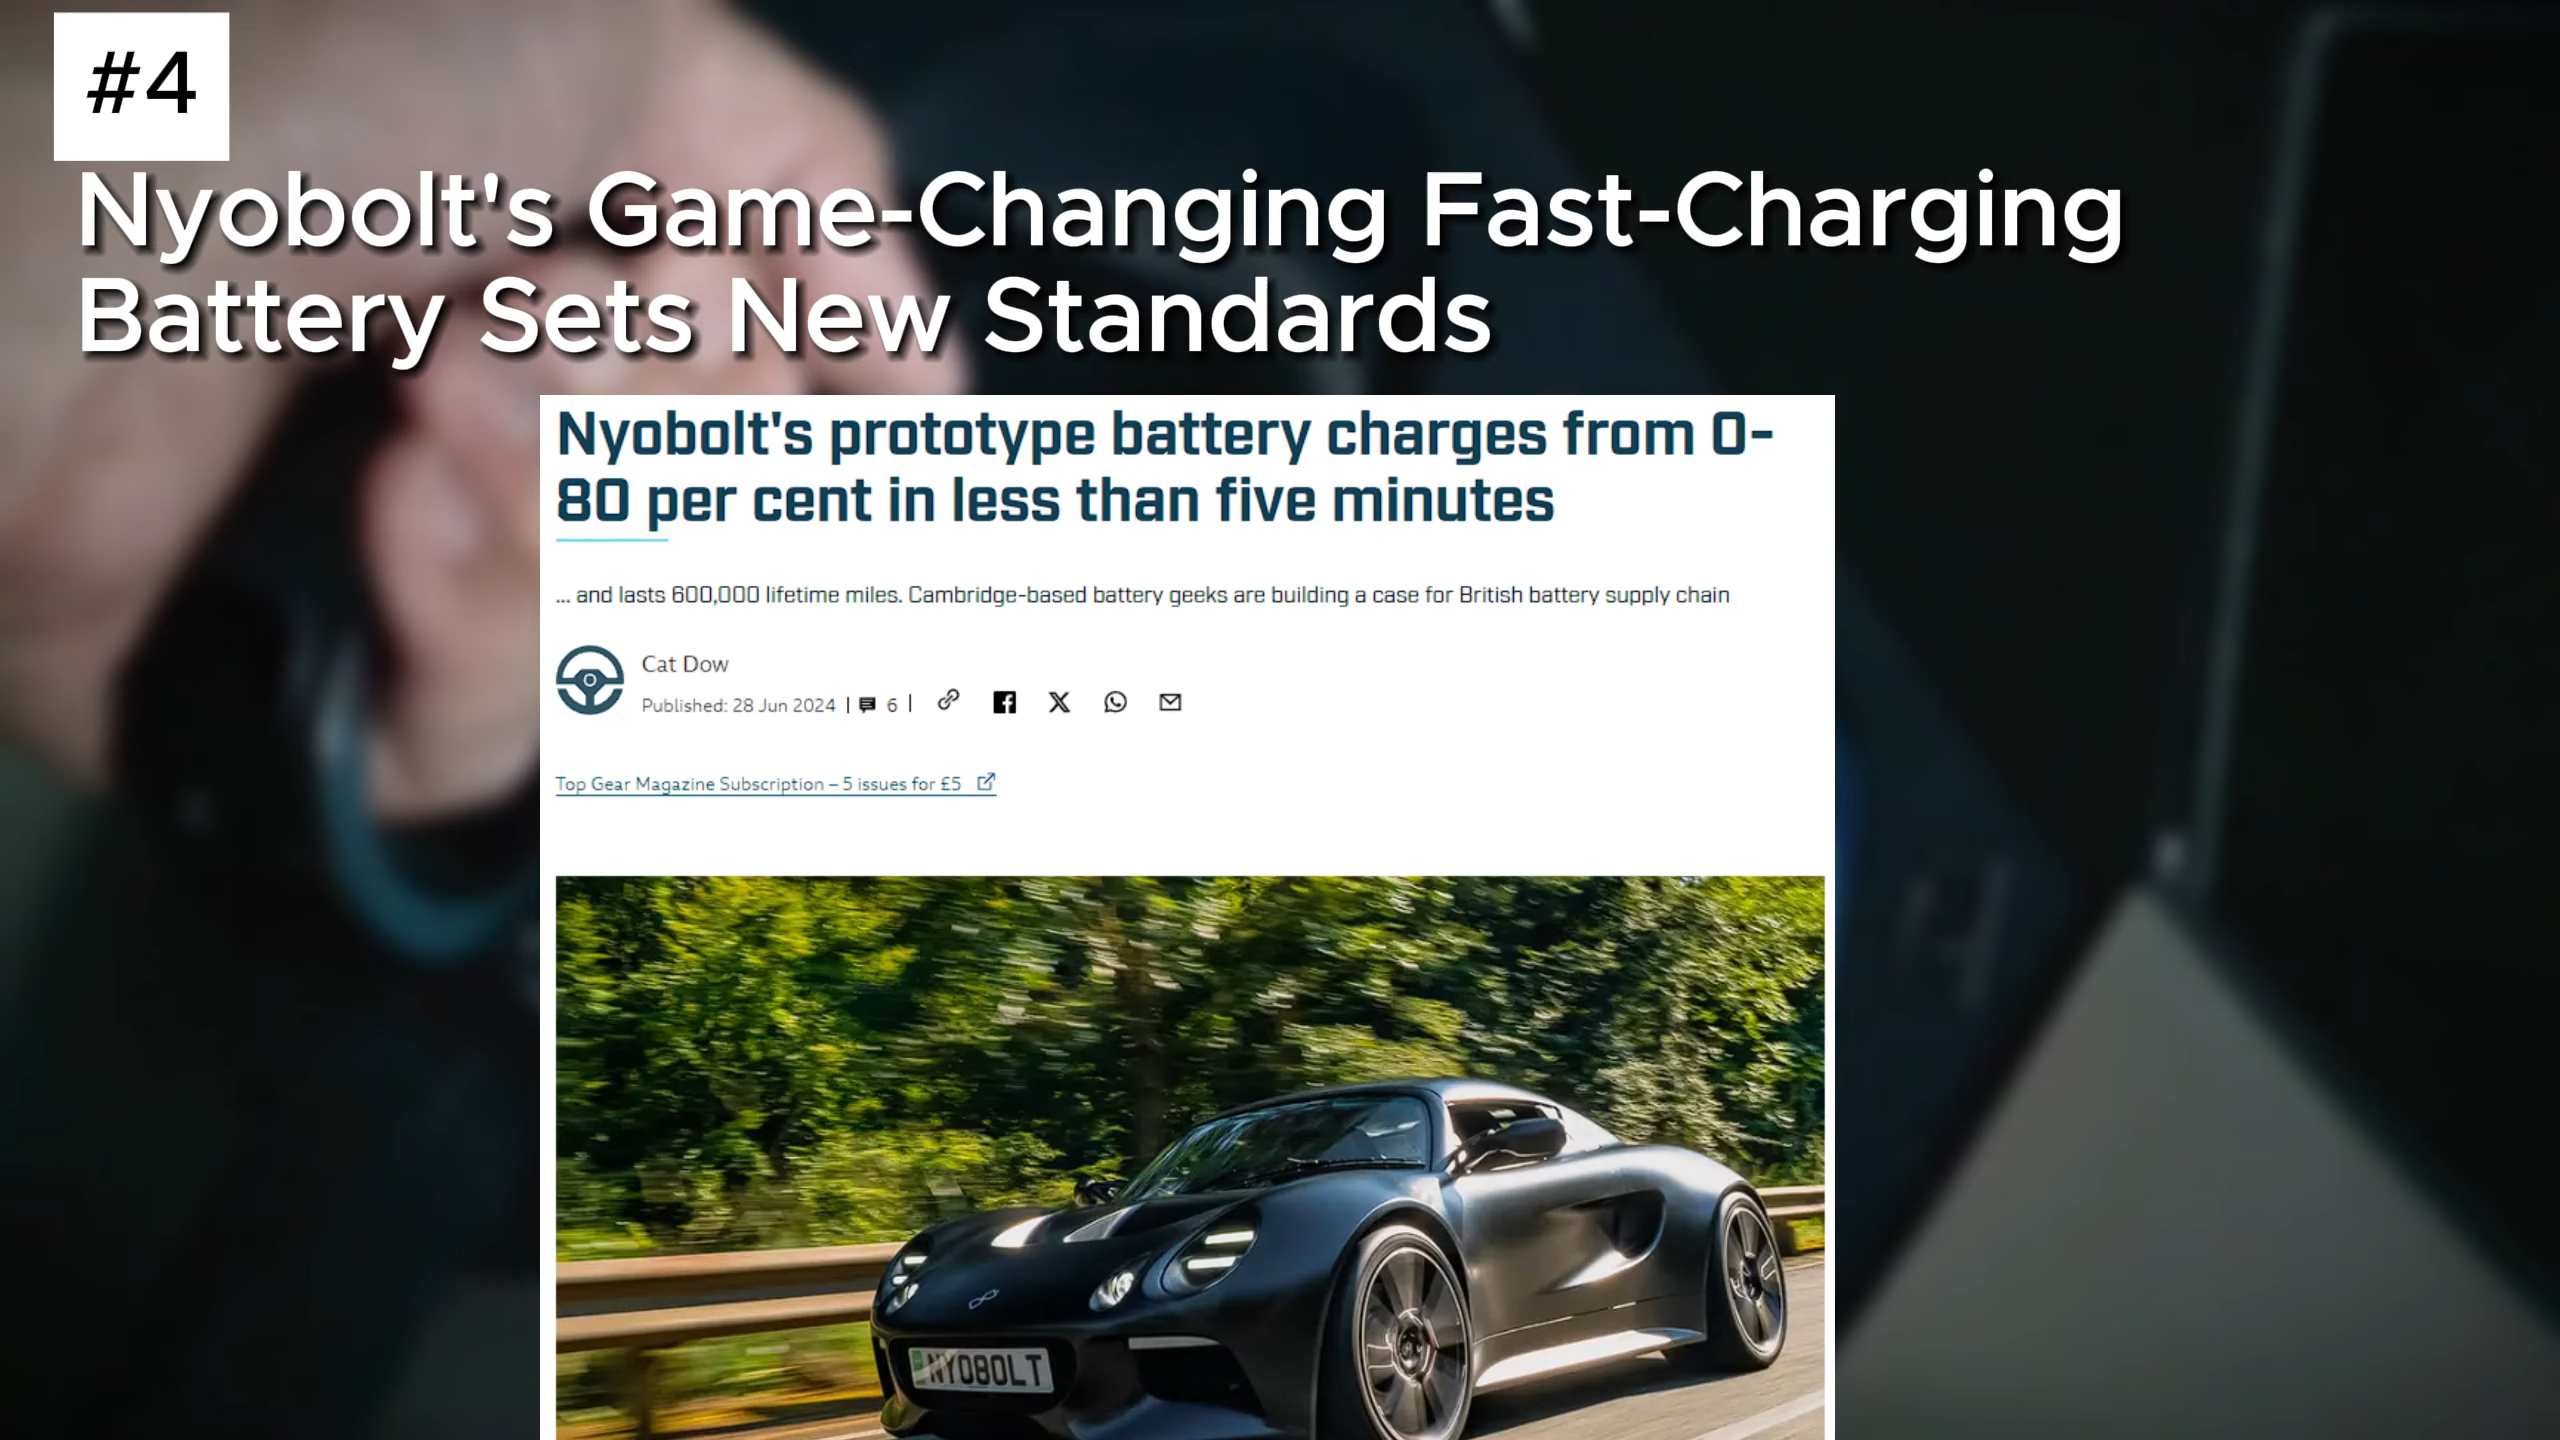 #4
Nyobolt's Game-Changing Fast-Charging
Battery Sets New Standards
Nyobolt's prototype battery charges from 0-
80 per cent in less than five minutes
... and lasts 600,000 lifetime miles. Cambridge-based battery geeks are building a case for British battery supply chain
Cat Dow
Published: 28 Jun 2024 | 6 |
Top Gear Magazine Subscription – 5 issues for £5
NYOBOLT